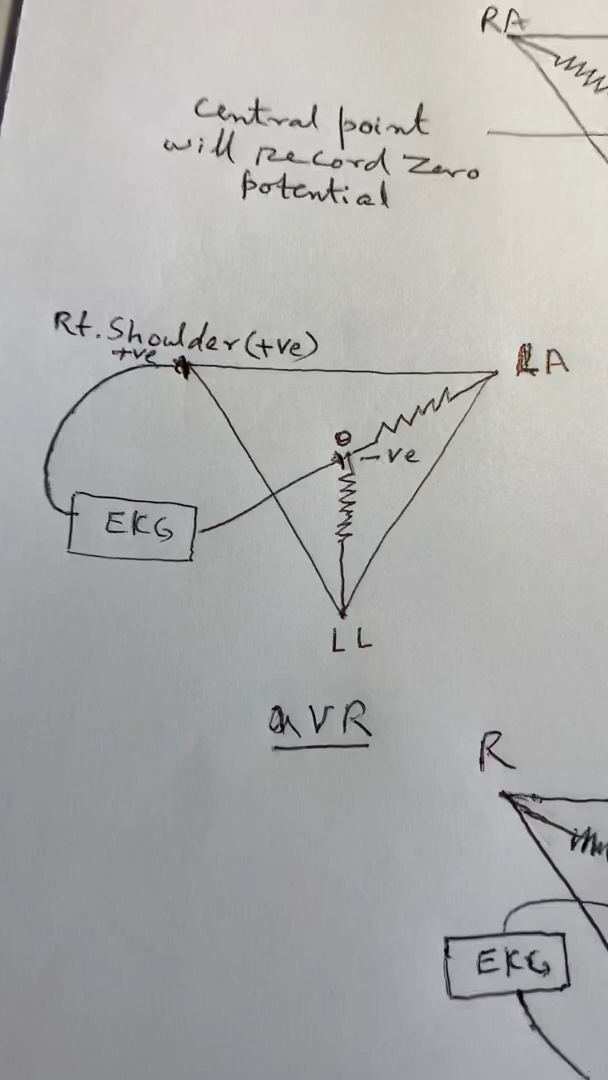 RA
Central point
will Record Zero
potential
Rt. Shoulder (+ve)
+ve
LA
O
-ve
EKG
LL
aVR
R
EKG